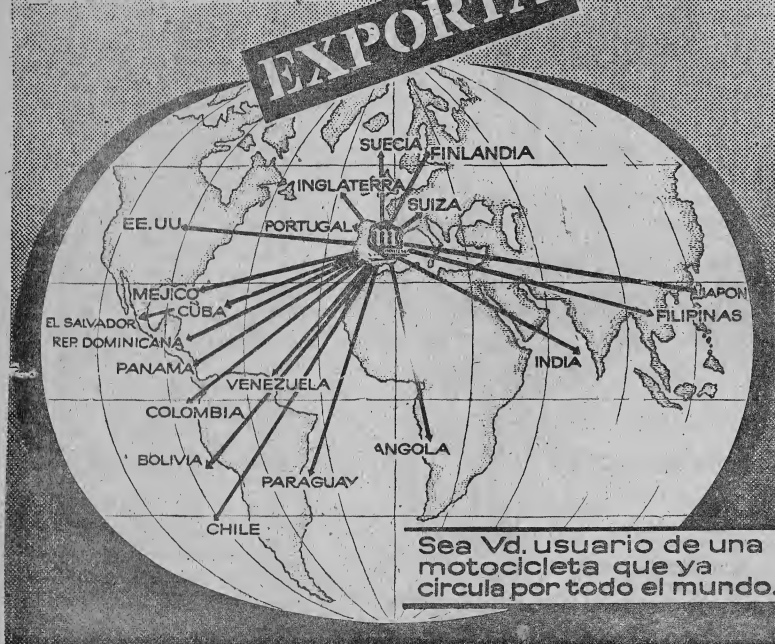 EXPORTA
SUECIA
FINLANDIA
INGLATERRA
SUIZA
EE.UU.
PORTUGAL
m
MEJICO
CUBA
JAPON
EL SALVADOR
FILIPINAS
REP. DOMINICANA
PANAMA
INDIA
VENEZUELA
COLOMBIA
ANGOLA
BOLIVIA
PARAGUAY
CHILE
Sea Vd. usuario de una
motocicleta que ya
circula por todo el mundo.